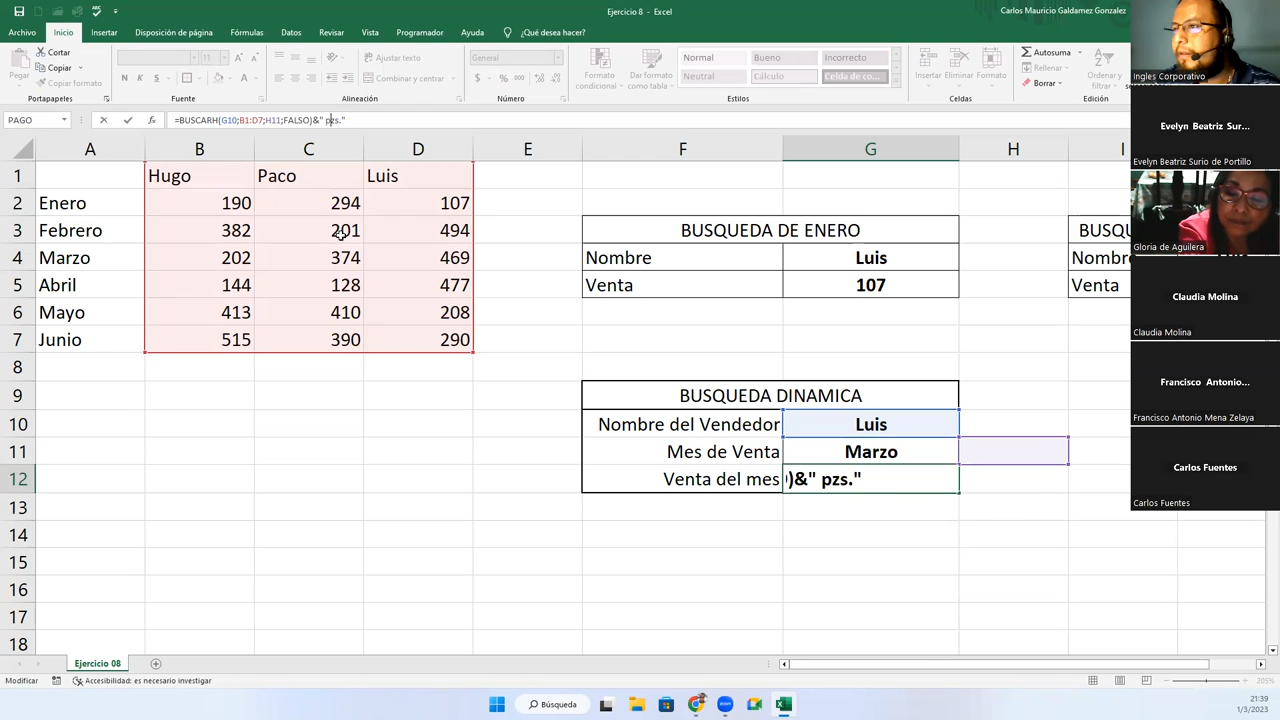 Ejercicio 8 - Excel
Carlos Mauricio Galdamez Gonzalez
Archivo Inicio Insertar Disposición de página Fórmulas Datos Revisar Vista Programador Ayuda ¿Qué desea hacer?
Pegar
Cortar
Copiar
Copiar formato
Portapapeles
11
N K S
Fuente
Ajustar texto
Combinar y centrar
Alineación
General
Número
Formato condicional
Dar formato
Normal Bueno Incorrecto
Neutral Cálculo Celda de co...
Insertar Eliminar Formato
Autosuma
Rellenar
Borrar
Ordenar y
PAGO
=BUSCARH(G10;B1:D7;H11;FALSO)&" pzs."
A B C D E F G H I
1 Hugo Paco Luis
2 Enero 190 294 107
3 Febrero 382 201 494 BUSQUEDA DE ENERO BUSQU
4 Marzo 202 374 469 Nombre Luis Nombre
5 Abril 144 128 477 Venta 107 Venta
6 Mayo 413 410 208
7 Junio 515 390 290
8
9 BUSQUEDA DINAMICA
10 Nombre del Vendedor Luis
11 Mes de Venta Marzo
12 Venta del mes )&" pzs."
13
14
15
16
17
18
Ejercicio 08
Modificar Accesibilidad: es necesario investigar 205%
Búsqueda
21:39
1/3/2023
Ingles Corporativo
Evelyn Beatriz Sur...
Evelyn Beatriz Surio de Portillo
Gloria de Aguilera
Claudia Molina
Claudia Molina
Francisco Antonio...
Francisco Antonio Mena Zelaya
Carlos Fuentes
Carlos Fuentes